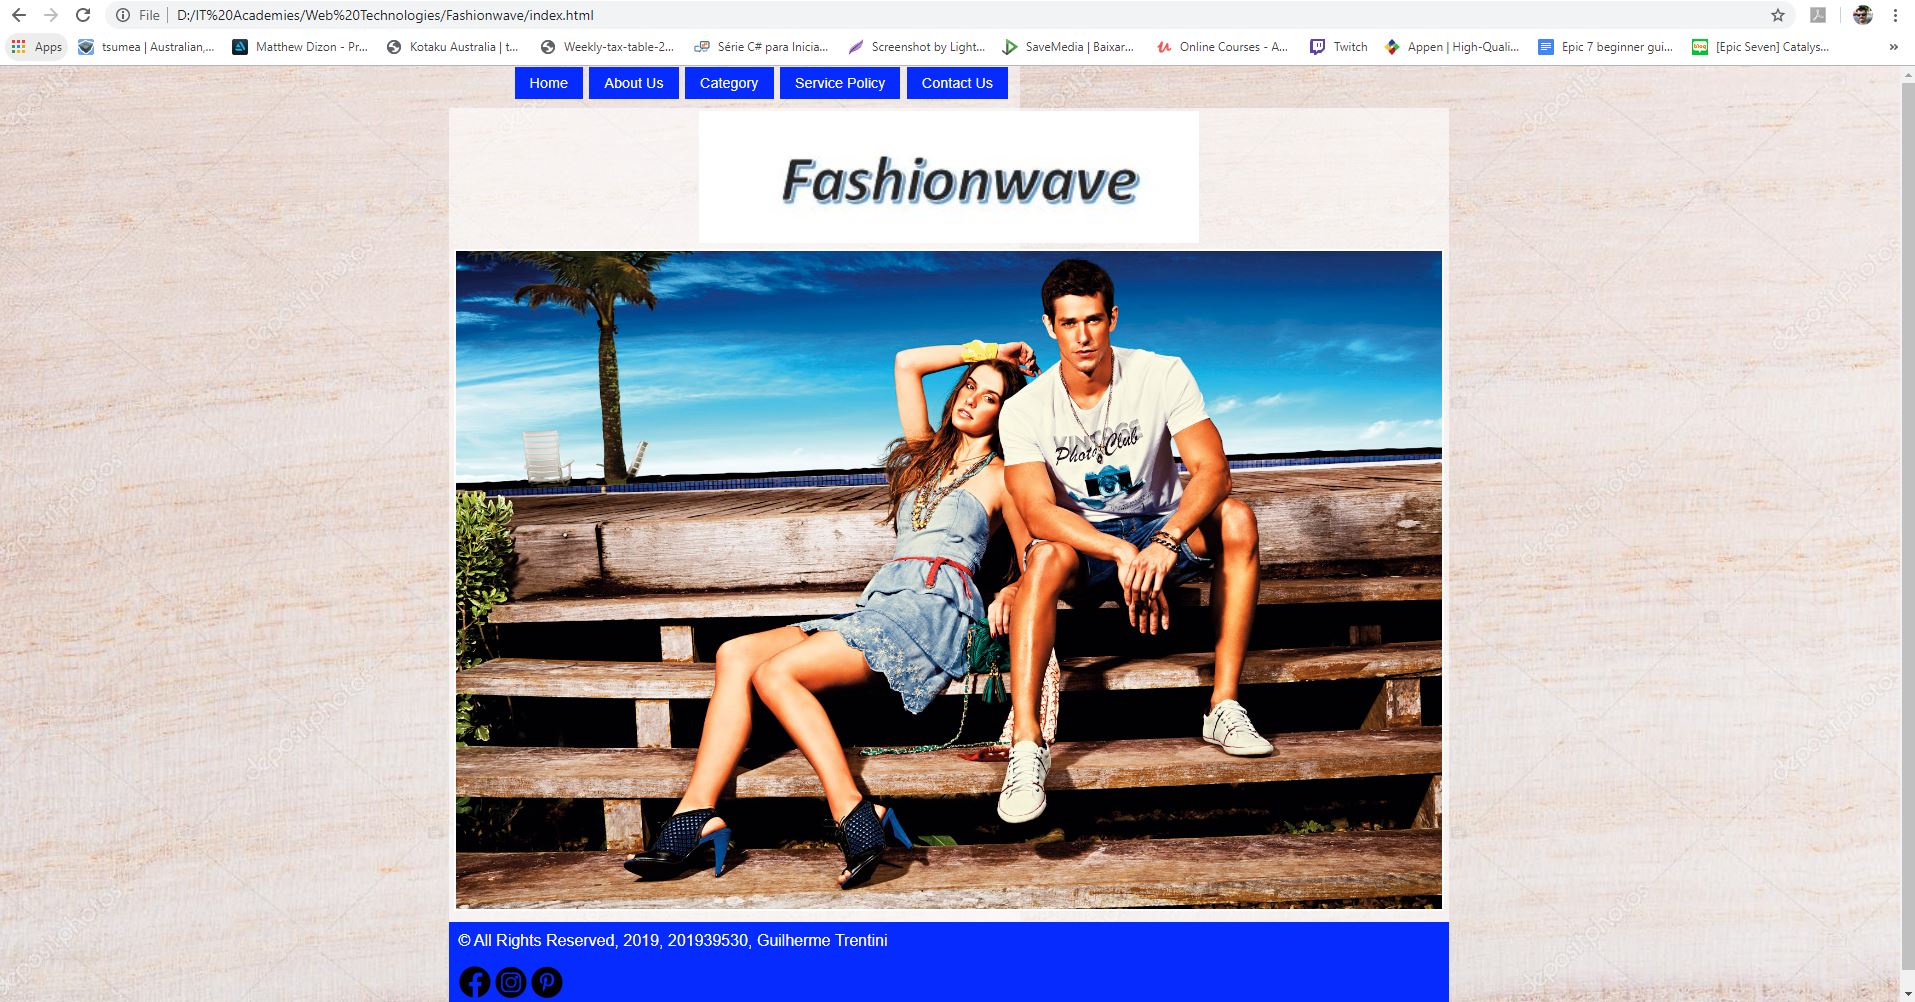 File | D:/IT%20Academies/Web%20Technologies/Fashionwave/index.html
Apps tsumea | Australian,... Matthew Dizon - Pr... Kotaku Australia | t... Weekly-tax-table-2... Série C# para Inicia... Screenshot by Light... SaveMedia | Baixar... Online Courses - A... Twitch Appen | High-Quali... Epic 7 beginner gui... [Epic Seven] Catalys... »
Home About Us Category Service Policy Contact Us
Fashionwave
VINTAGE
Photo Club
© All Rights Reserved, 2019, 201939530, Guilherme Trentini
depositphotos